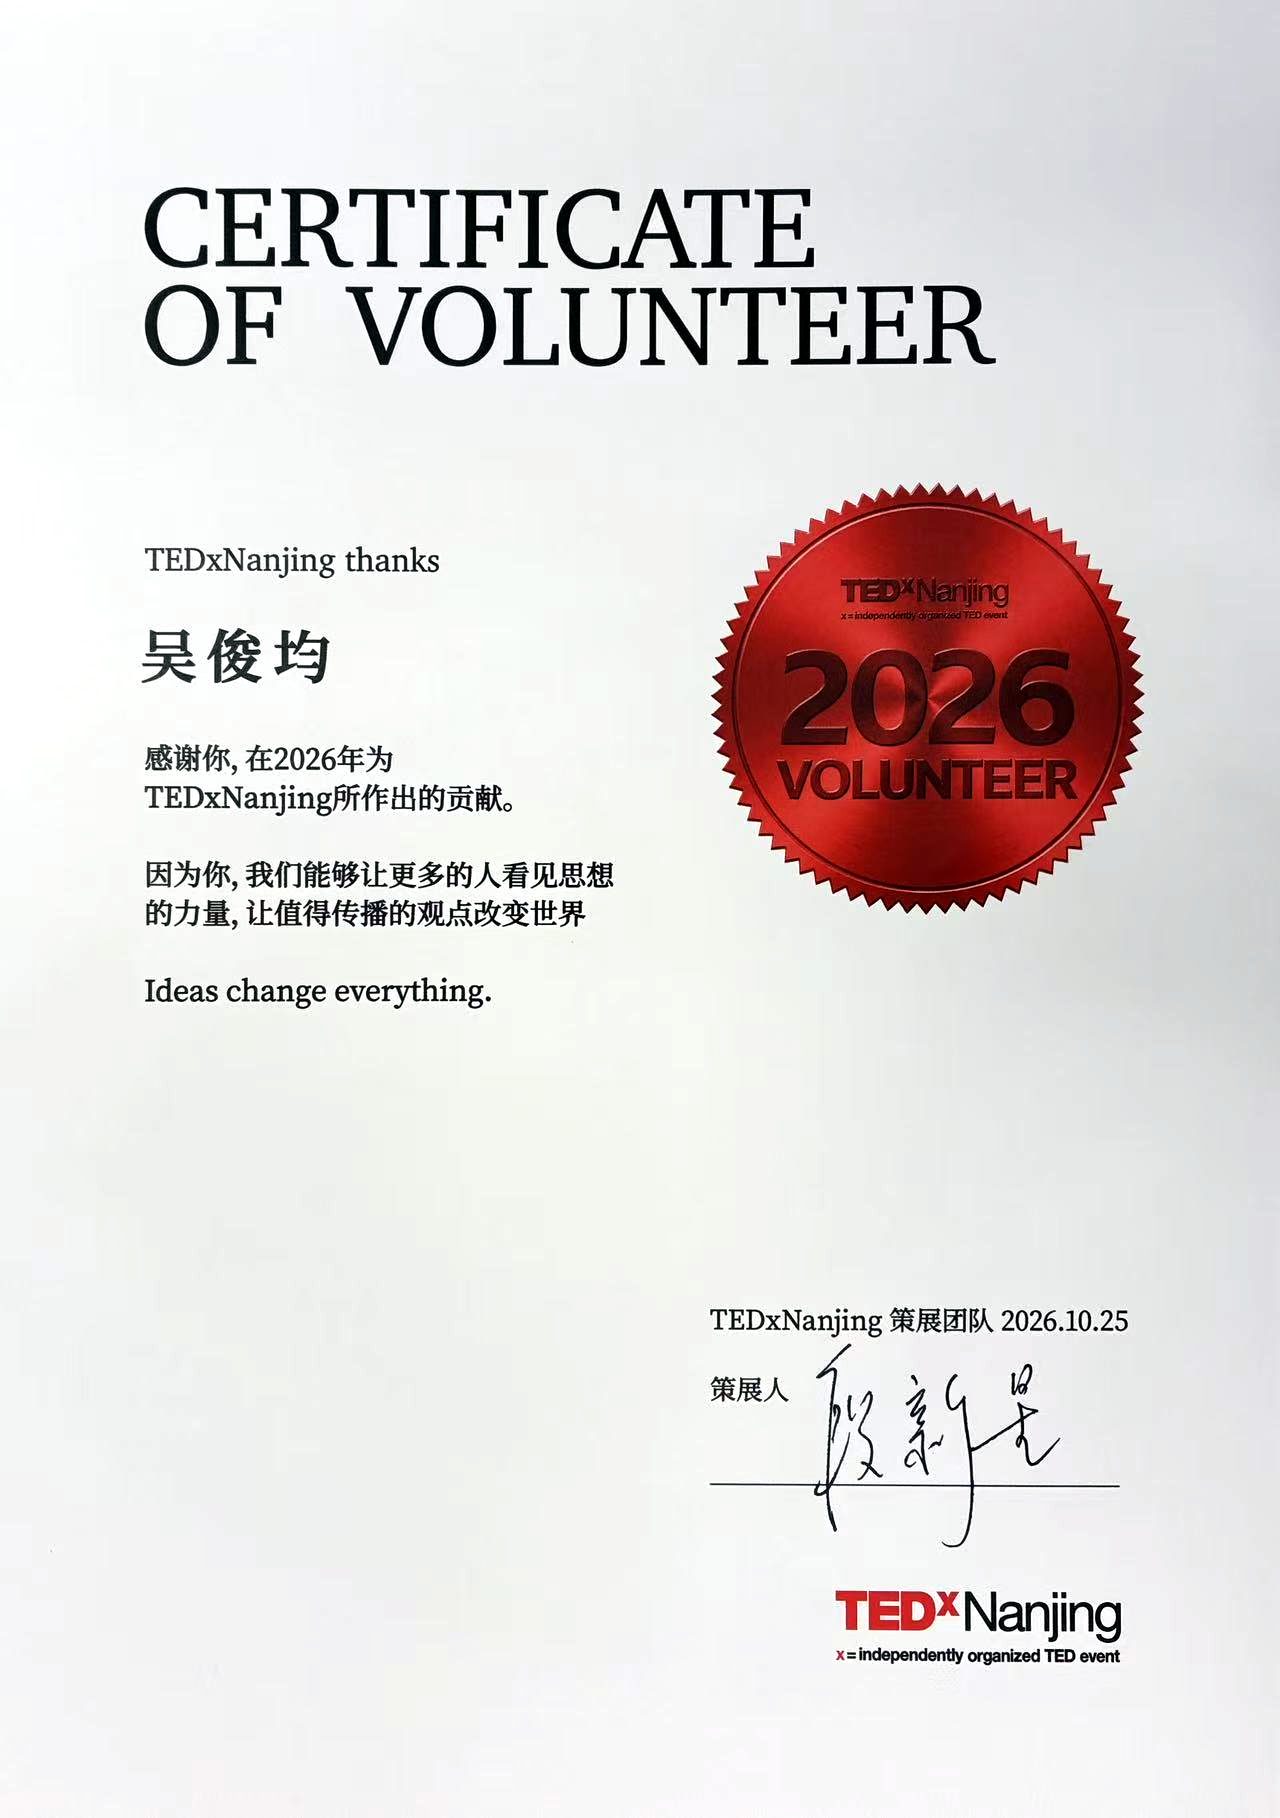 CERTIFICATE
OF VOLUNTEER
TEDxNanjing thanks
吴俊均
感谢你, 在2026年为
TEDxNanjing所作出的贡献。
因为你, 我们能够让更多的人看见思想
的力量, 让值得传播的观点改变世界
Ideas change everything.
TEDxNanjing
x = independently organized TED event
2026
VOLUNTEER
TEDxNanjing 策展团队 2026.10.25
策展人
TEDxNanjing
x = independently organized TED event